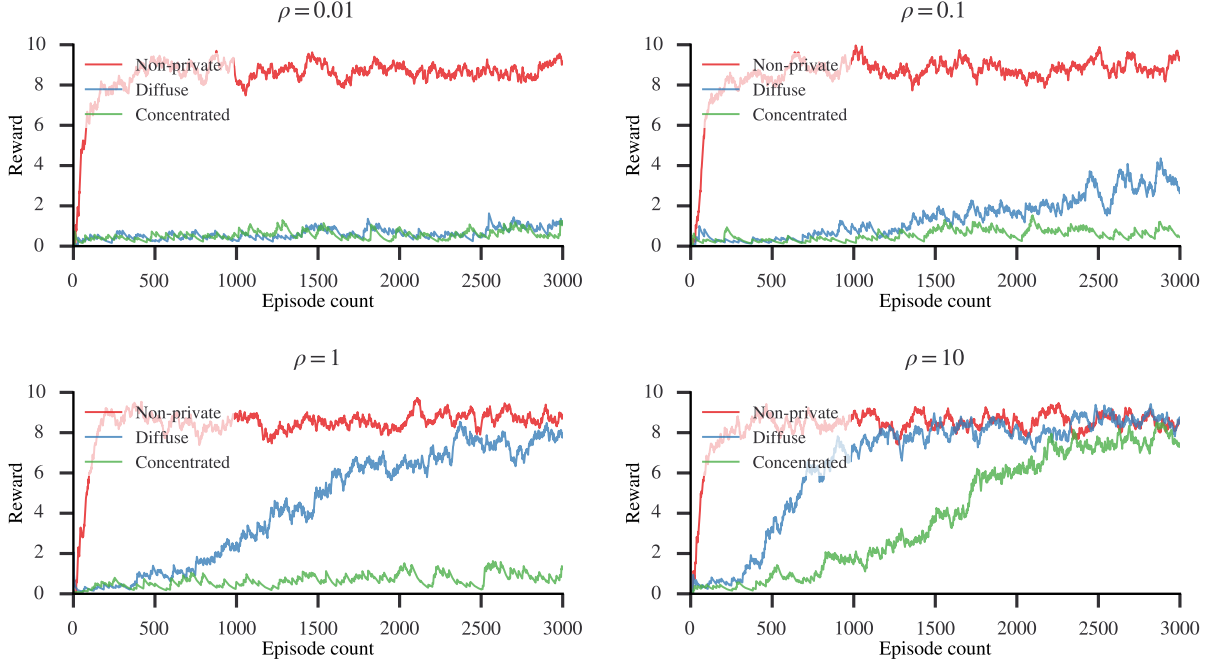 ρ = 0.01
10
8
6
4
2
0
Reward
Non-private
Diffuse
Concentrated
0 500 1000 1500 2000 2500 3000
Episode count
ρ = 0.1
10
8
6
4
2
0
Reward
Non-private
Diffuse
Concentrated
0 500 1000 1500 2000 2500 3000
Episode count
ρ = 1
10
8
6
4
2
0
Reward
Non-private
Diffuse
Concentrated
0 500 1000 1500 2000 2500 3000
Episode count
ρ = 10
10
8
6
4
2
0
Reward
Non-private
Diffuse
Concentrated
0 500 1000 1500 2000 2500 3000
Episode count